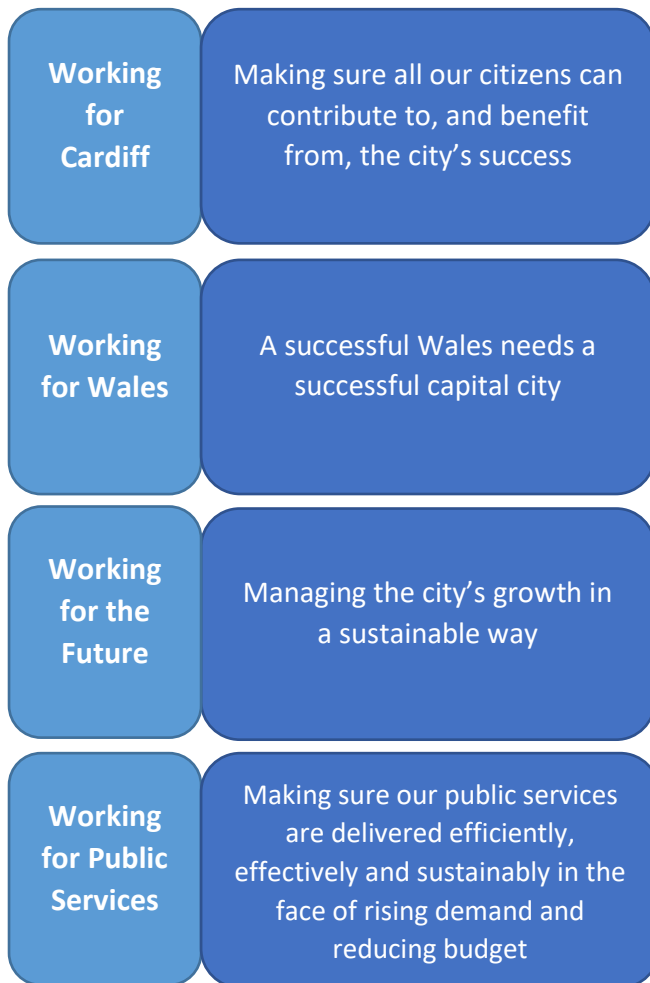 Working
for
Cardiff
Making sure all our citizens can
contribute to, and benefit
from, the city’s success
Working
for Wales
A successful Wales needs a
successful capital city
Working
for the
Future
Managing the city’s growth in
a sustainable way
Working
for Public
Services
Making sure our public services
are delivered efficiently,
effectively and sustainably in the
face of rising demand and
reducing budget